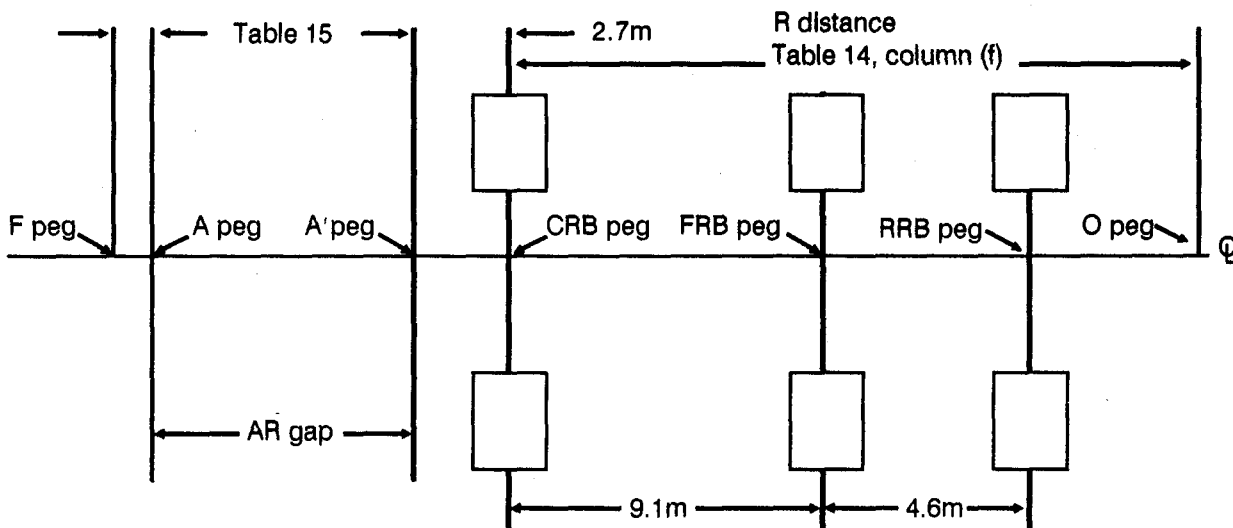 Table 15
2.7m
R distance
Table 14, column (f)
F peg
A peg
A' peg
CRB peg
FRB peg
RRB peg
O peg
℄
AR gap
9.1m
4.6m